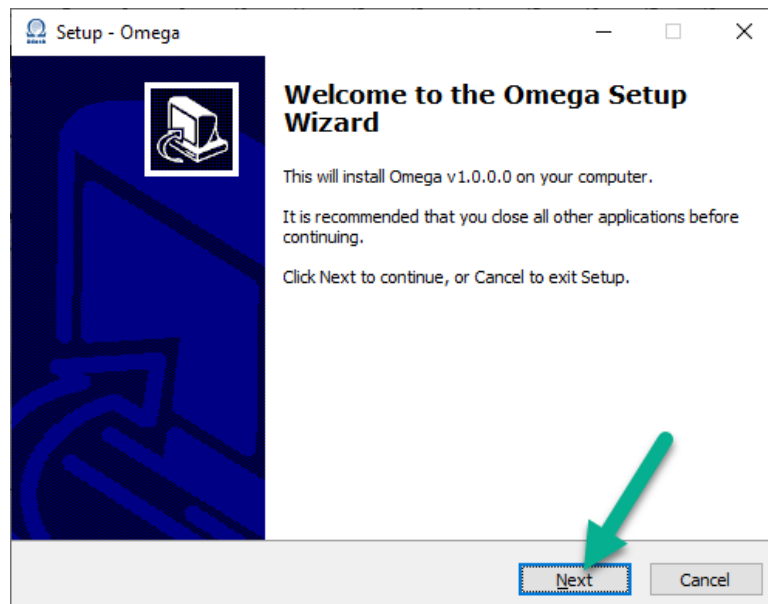 Setup - Omega
Welcome to the Omega Setup
Wizard
This will install Omega v1.0.0.0 on your computer.
It is recommended that you close all other applications before
continuing.
Click Next to continue, or Cancel to exit Setup.
Next
Cancel